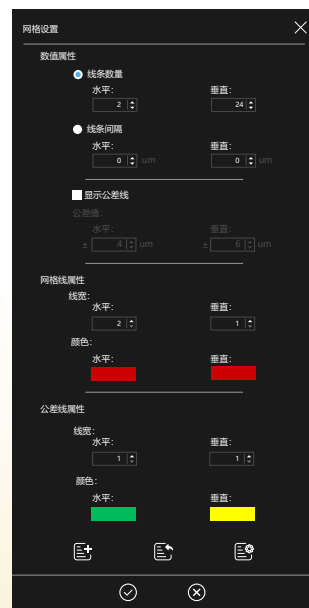 网格设置
数值属性
线条数量
水平: 垂直:
2 24
线条间隔
水平: 垂直:
0 um 0 um
显示公差线
公差值:
水平: 垂直:
± 4 um ± 6 um
网格线属性
线宽:
水平: 垂直:
2 1
颜色:
水平: 垂直:
公差线属性
线宽:
水平: 垂直:
1 1
颜色:
水平: 垂直: